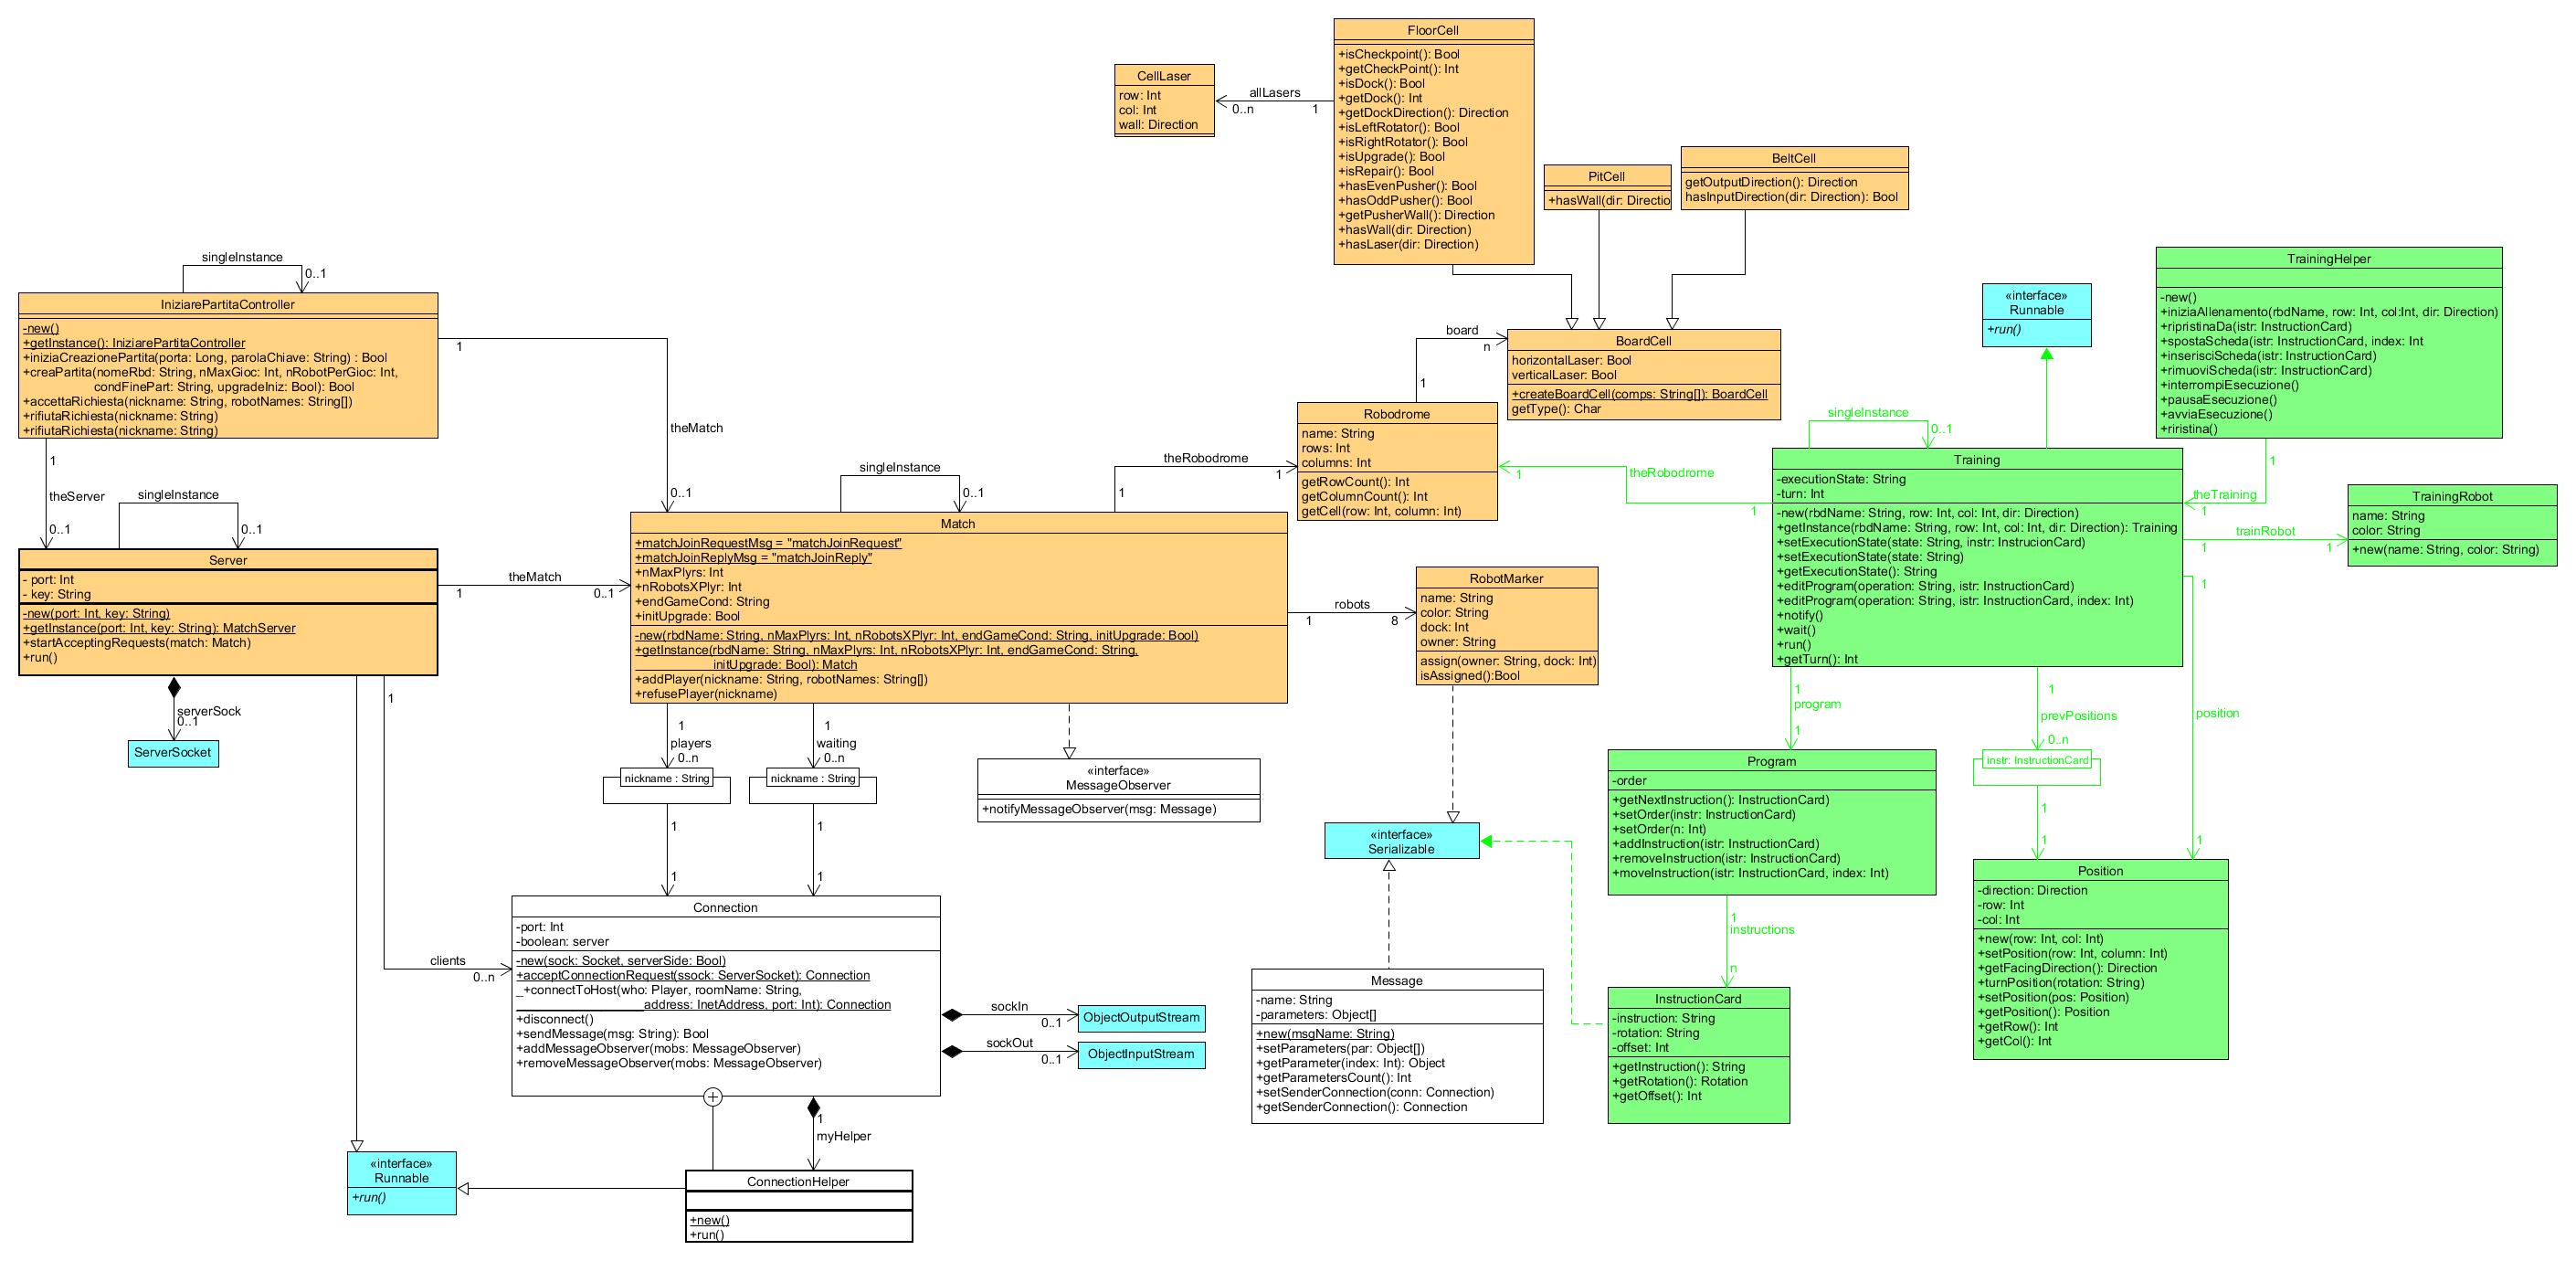 FloorCell
+isCheckpoint(): Bool
+getCheckPoint(): Int
+isDock(): Bool
+getDock(): Int
+getDockDirection(): Direction
+isLeftRotator(): Bool
+isRightRotator(): Bool
+isUpgrade(): Bool
+isRepair(): Bool
+hasEvenPusher(): Bool
+hasOddPusher(): Bool
+getPusherWall(): Direction
+hasWall(dir: Direction)
+hasLaser(dir: Direction)
CellLaser
row: Int
col: Int
wall: Direction
allLasers
0..n
1
PitCell
+hasWall(dir: Directio
BeltCell
getOutputDirection(): Direction
hasInputDirection(dir: Direction): Bool
singleInstance
0..1
IniziarePartitaController
-new()
+getInstance(): IniziarePartitaController
+iniziaCreazionePartita(porta: Long, parolaChiave: String) : Bool
+creaPartita(nomeRbd: String, nMaxGioc: Int, nRobotPerGioc: Int,
condFinePart: String, upgradeIniz: Bool): Bool
+accettaRichiesta(nickname: String, robotNames: String[])
+rifiutaRichiesta(nickname: String)
+rifiutaRichiesta(nickname: String)
1
theMatch
0..1
1
theServer
0..1
singleInstance
0..1
Server
- port: Int
- key: String
-new(port: Int, key: String)
+getInstance(port: Int, key: String): MatchServer
+startAcceptingRequests(match: Match)
+run()
theMatch
1
0..1
serverSock
0..1
ServerSocket
1
clients
0..n
singleInstance
0..1
Match
+matchJoinRequestMsg = "matchJoinRequest"
+matchJoinReplyMsg = "matchJoinReply"
+nMaxPlyrs: Int
+nRobotsXPlyr: Int
+endGameCond: String
+initUpgrade: Bool
-new(rbdName: String, nMaxPlyrs: Int, nRobotsXPlyr: Int, endGameCond: String, initUpgrade: Bool)
+getInstance(rbdName: String, nMaxPlyrs: Int, nRobotsXPlyr: Int, endGameCond: String,
___________initUpgrade: Bool): Match
+addPlayer(nickname: String, robotNames: String[])
+refusePlayer(nickname)
theRobodrome
1
1
board
n
1
BoardCell
horizontalLaser: Bool
verticalLaser: Bool
+createBoardCell(comps: String[]): BoardCell
getType(): Char
Robodrome
name: String
rows: Int
columns: Int
getRowCount(): Int
getColumnCount(): Int
getCell(row: Int, column: Int)
robots
1
8
RobotMarker
name: String
color: String
dock: Int
owner: String
assign(owner: String, dock: Int)
isAssigned():Bool
1
players
0..n
nickname : String
1
1
1
waiting
0..n
nickname : String
1
1
«interface»
MessageObserver
+notifyMessageObserver(msg: Message)
Connection
-port: Int
-boolean: server
-new(sock: Socket, serverSide: Bool)
+acceptConnectionRequest(ssock: ServerSocket): Connection
_+connectToHost(who: Player, roomName: String,
__________________address: InetAddress, port: Int): Connection
+disconnect()
+sendMessage(msg: String): Bool
+addMessageObserver(mobs: MessageObserver)
+removeMessageObserver(mobs: MessageObserver)
sockIn
0..1
ObjectOutputStream
sockOut
0..1
ObjectInputStream
1
myHelper
ConnectionHelper
+new()
+run()
«interface»
Runnable
+run()
«interface»
Serializable
Message
-name: String
-parameters: Object[]
+new(msgName: String)
+setParameters(par: Object[])
+getParameter(index: Int): Object
+getParametersCount(): Int
+setSenderConnection(conn: Connection)
+getSenderConnection(): Connection
«interface»
Runnable
+run()
TrainingHelper
-new()
+iniziaAllenamento(rbdName, row: Int, col:Int, dir: Direction)
+ripristinaDa(istr: InstructionCard)
+spostaScheda(istr: InstructionCard, index: Int
+inserisciScheda(istr: InstructionCard)
+rimuoviScheda(istr: InstructionCard)
+interrompiEsecuzione()
+pausaEsecuzione()
+avviaEsecuzione()
+riristina()
singleInstance
0..1
1
theTraining
1
theRobodrome
1
1
Training
-executionState: String
-turn: Int
-new(rbdName: String, row: Int, col: Int, dir: Direction)
+getInstance(rbdName: String, row: Int, col: Int, dir: Direction): Training
+setExecutionState(state: String, instr: InstrucionCard)
+setExecutionState(state: String)
+getExecutionState(): String
+editProgram(operation: String, istr: InstructionCard)
+editProgram(operation: String, istr: InstructionCard, index: Int)
+notify()
+wait()
+run()
+getTurn(): Int
trainRobot
1
1
TrainingRobot
name: String
color: String
+new(name: String, color: String)
1
position
1
1
program
1
1
prevPositions
0..n
instr: InstructionCard
1
1
Program
-order
+getNextInstruction(): InstructionCard)
+setOrder(instr: InstructionCard)
+setOrder(n: Int)
+addInstruction(istr: InstructionCard)
+removeInstruction(istr: InstructionCard)
+moveInstruction(istr: InstructionCard, index: Int)
1
instructions
n
InstructionCard
-instruction: String
-rotation: String
-offset: Int
+getInstruction(): String
+getRotation(): Rotation
+getOffset(): Int
Position
-direction: Direction
-row: Int
-col: Int
+new(row: Int, col: Int)
+setPosition(row: Int, column: Int)
+getFacingDirection(): Direction
+turnPosition(rotation: String)
+setPosition(pos: Position)
+getPosition(): Position
+getRow(): Int
+getCol(): Int